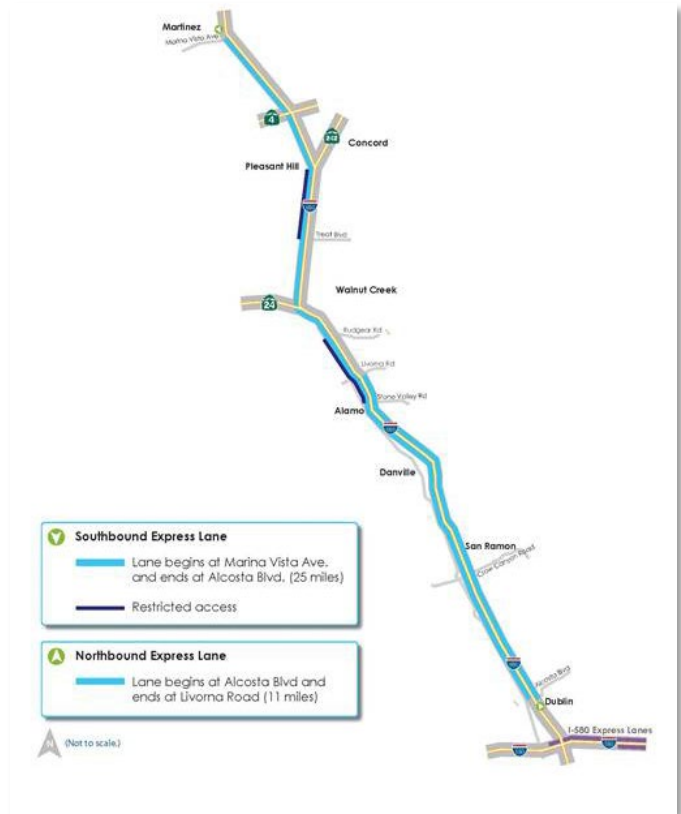 Martinez
Marina Vista Ave
4
242
Concord
Pleasant Hill
680
Treat Blvd
Walnut Creek
24
Rudgear Rd
Livorna Rd
Stone Valley Rd
Alamo
680
Danville
San Ramon
Crow Canyon Road
Southbound Express Lane
Lane begins at Marina Vista Ave.
and ends at Alcosta Blvd. (25 miles)
Restricted access
Northbound Express Lane
Lane begins at Alcosta Blvd and
ends at Livorna Road (11 miles)
680
Alcosta Blvd
Dublin
I-580 Express Lanes
N
(Not to scale.)